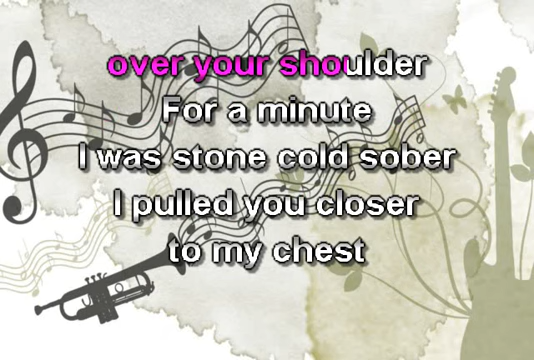 over your shoulder
For a minute
I was stone cold sober
I pulled you closer
to my chest